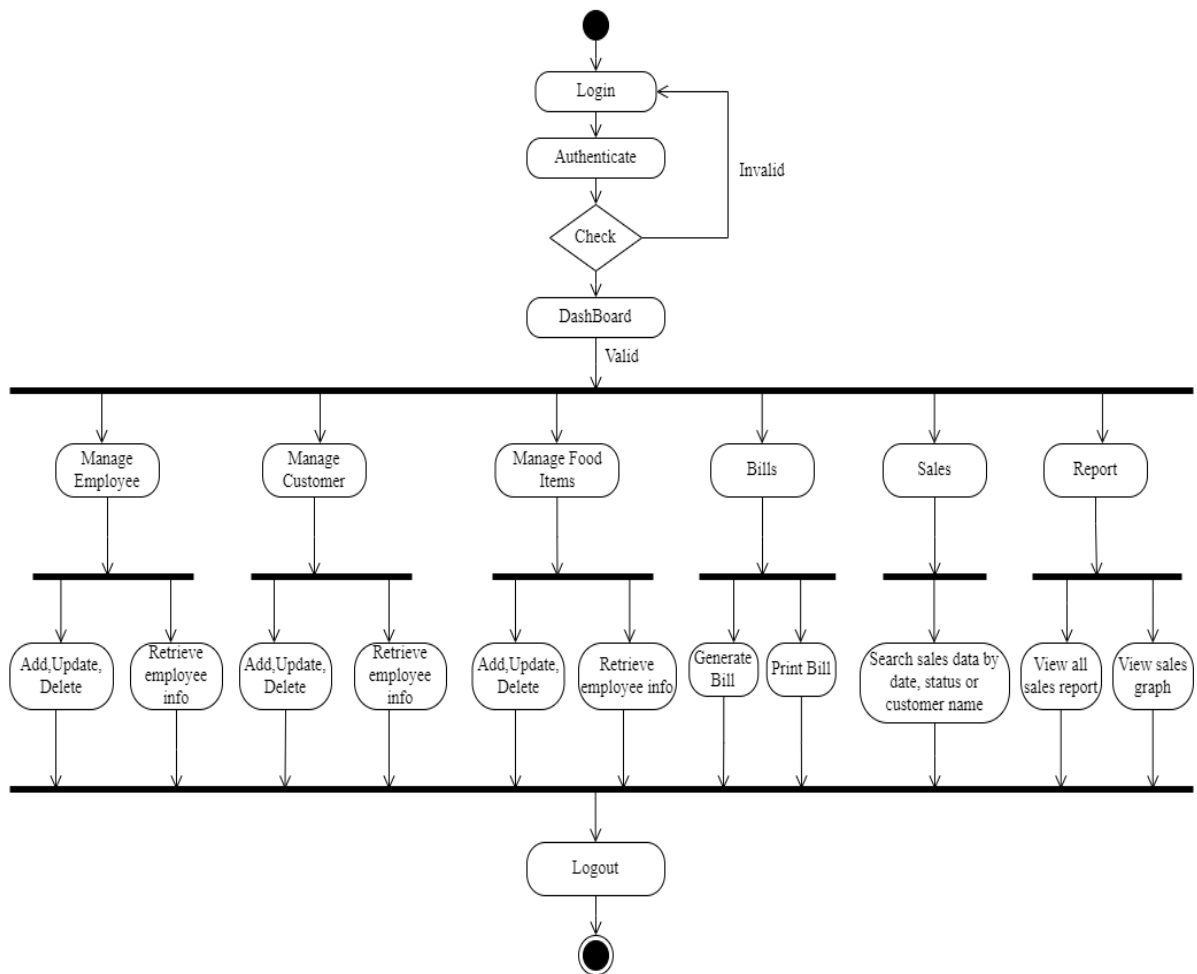 Login
Authenticate
Invalid
Check
DashBoard
Valid
Manage
Employee
Manage
Customer
Manage Food
Items
Bills
Sales
Report
Add,Update,
Delete
Retrieve
employee
info
Add,Update,
Delete
Retrieve
employee
info
Add,Update,
Delete
Retrieve
employee info
Generate
Bill
Print Bill
Search sales data by
date, status or
customer name
View all
sales report
View sales
graph
Logout